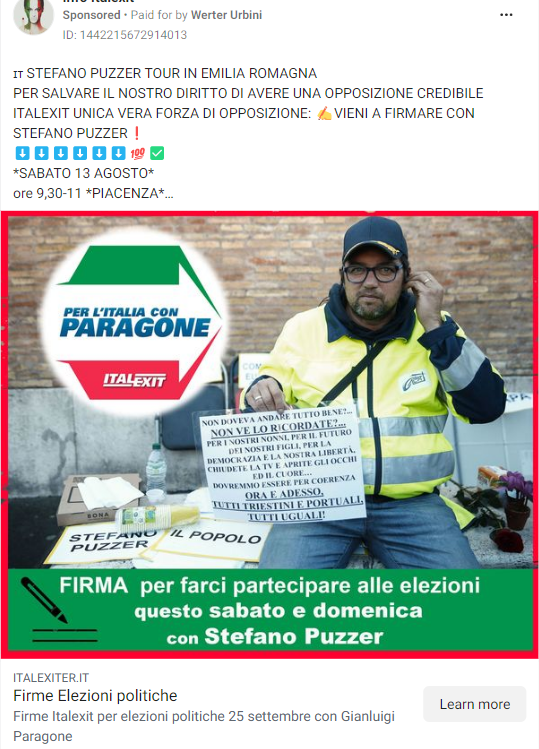 Info Italexit
Sponsored • Paid for by Werter Urbini
ID: 1442215672914013
IT STEFANO PUZZER TOUR IN EMILIA ROMAGNA
PER SALVARE IL NOSTRO DIRITTO DI AVERE UNA OPPOSIZIONE CREDIBILE
ITALEXIT UNICA VERA FORZA DI OPPOSIZIONE: ✍️VIENI A FIRMARE CON
STEFANO PUZZER❗
⬇️⬇️⬇️⬇️⬇️⬇️💯✅
*SABATO 13 AGOSTO*
ore 9,30-11 *PIACENZA*...
PER L'ITALIA CON
PARAGONE
ITALEXIT
NON DOVEVA ANDARE TUTTO BENE?...
NON VE LO RICORDATE?...
PER I NOSTRI NONNI, PER IL FUTURO
DEI NOSTRI FIGLI, PER LA
DEMOCRAZIA E LA NOSTRA LIBERTÀ,
CHIUDETE LA TV E APRITE GLI OCCHI
ED IL CUORE...
DOVREMMO ESSERE PER COERENZA
ORA E ADESSO,
TUTTI TRIESTINI E PORTUALI,
TUTTI UGUALI!
STEFANO
PUZZER
IL POPOLO
FIRMA per farci partecipare alle elezioni
questo sabato e domenica
con Stefano Puzzer
ITALEXITER.IT
Firme Elezioni politiche
Firme Italexit per elezioni politiche 25 settembre con Gianluigi
Paragone
Learn more